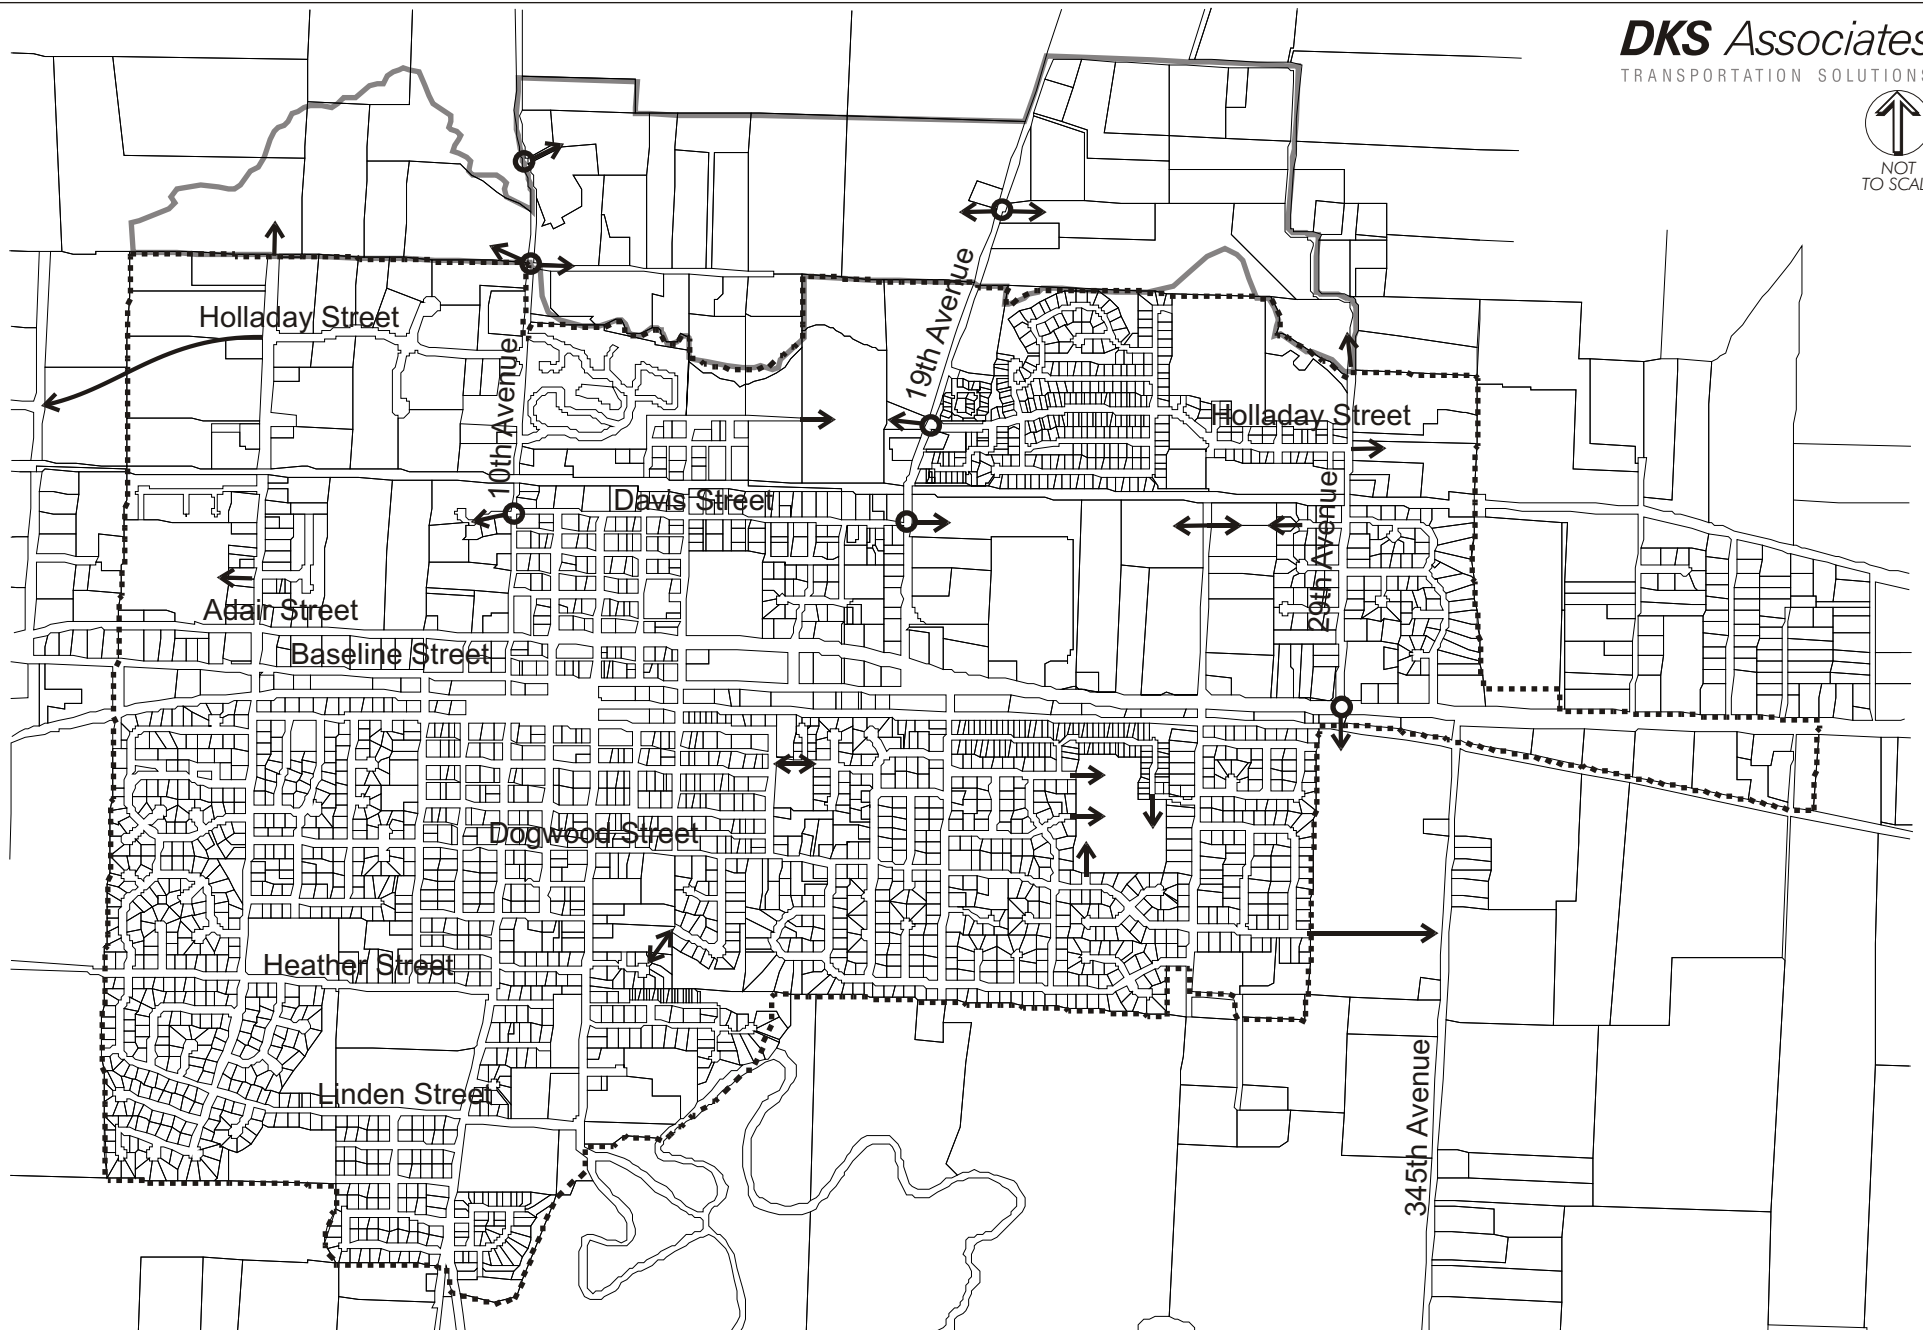 DKS Associates
TRANSPORTATION SOLUTIONS
NOT
TO SCAL
19th Avenue
Holladay Street
10th Avenue
Holladay Street
Davis Street
29th Avenue
Adair Street
Baseline Street
Dogwood Street
Heather Street
Linden Street
345th Avenue